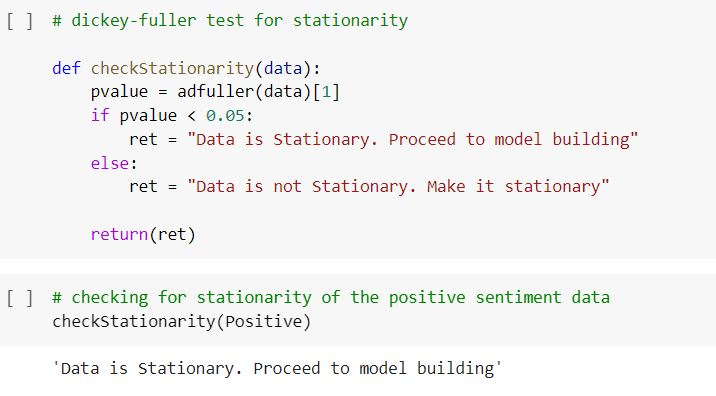 [ ] # dickey-fuller test for stationarity
def checkStationarity(data):
pvalue = adfuller(data)[1]
if pvalue < 0.05:
ret = "Data is Stationary. Proceed to model building"
else:
ret = "Data is not Stationary. Make it stationary"
return(ret)
[ ] # checking for stationarity of the positive sentiment data
checkStationarity(Positive)
'Data is Stationary. Proceed to model building'